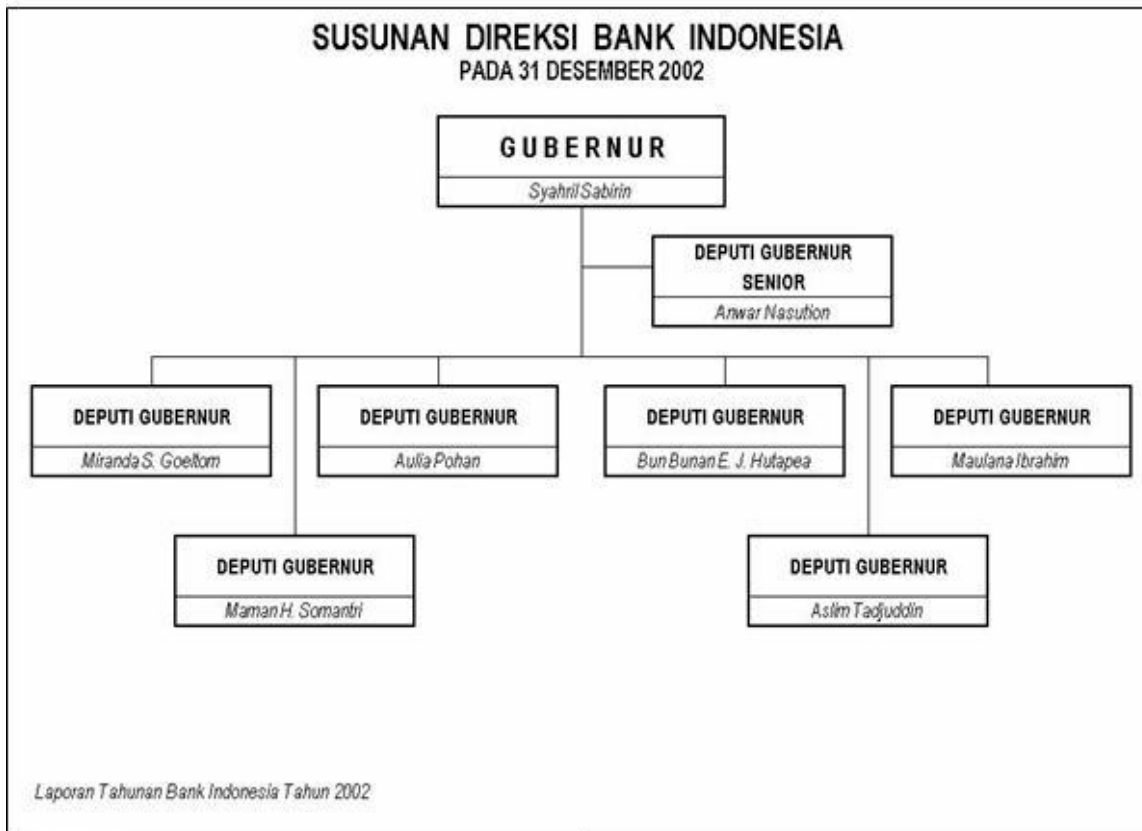 SUSUNAN DIREKSI BANK INDONESIA
PADA 31 DESEMBER 2002
GUBERNUR
Syahril Sabirin
DEPUTI GUBERNUR
SENIOR
Anwar Nasution
DEPUTI GUBERNUR
Miranda S. Goeltom
DEPUTI GUBERNUR
Aulia Pohan
DEPUTI GUBERNUR
Bun Bunan E. J. Hutapea
DEPUTI GUBERNUR
Maulana Ibrahim
DEPUTI GUBERNUR
Maman H. Somantri
DEPUTI GUBERNUR
Aslim Tadjuddin
Laporan Tahunan Bank Indonesia Tahun 2002